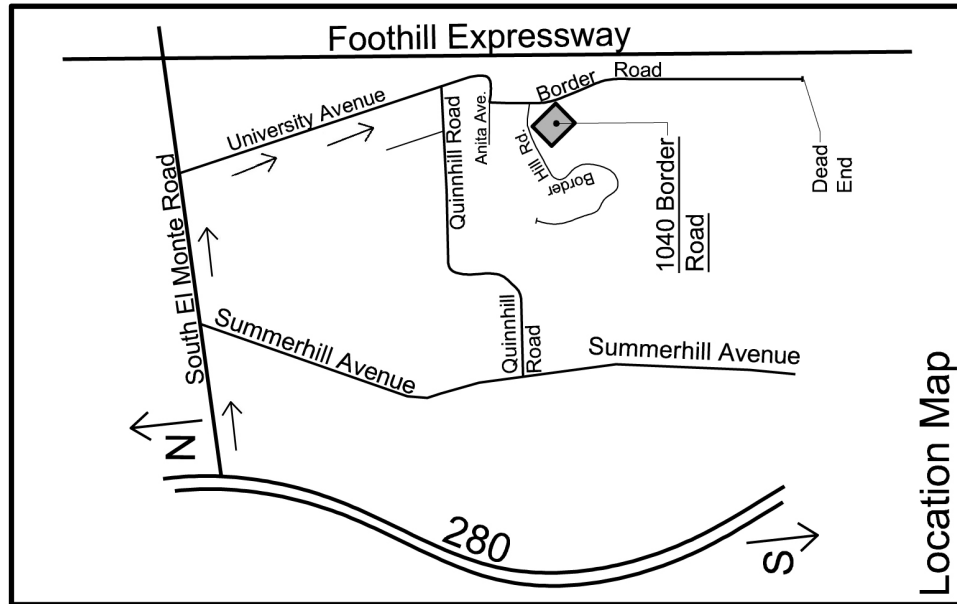 Foothill Expressway
Border Road
University Avenue
Anita Ave.
Quinnhill Road
Hill Rd.
Border
1040 Border
Road
Dead
End
South El Monte Road
Summerhill Avenue
Quinnhill
Road
Summerhill Avenue
N
280
S
Location Map